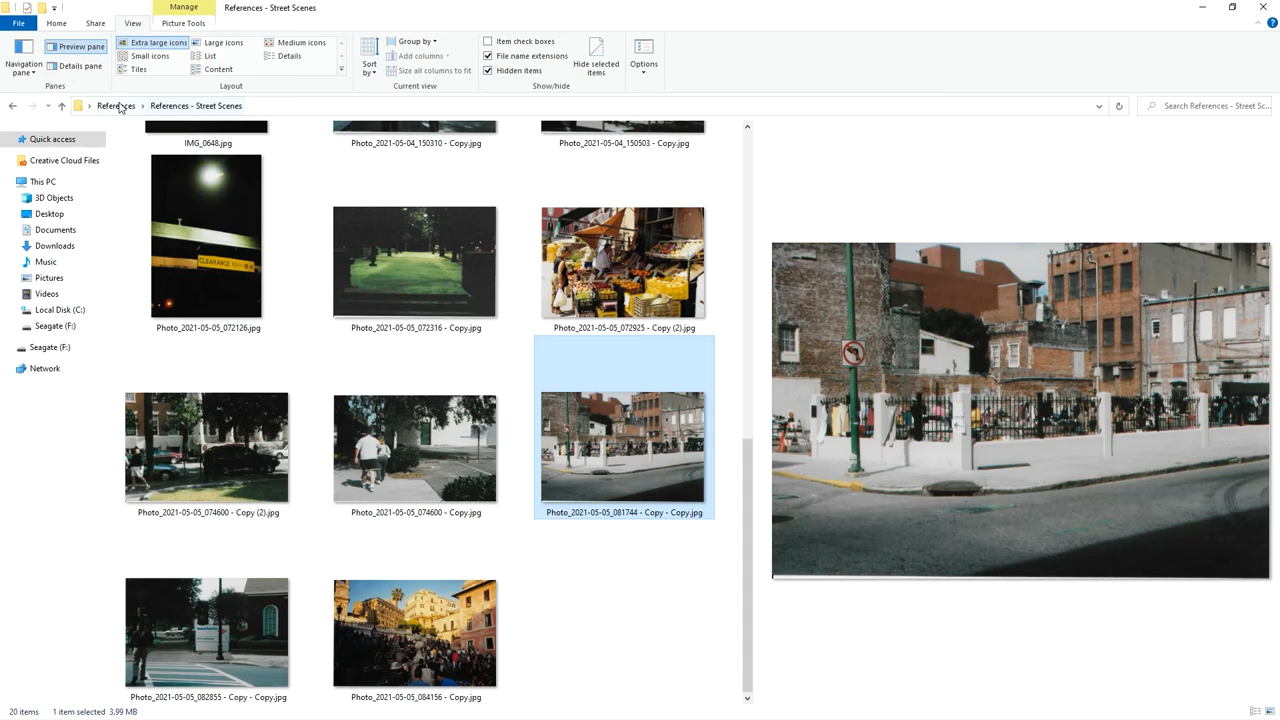 Manage
References - Street Scenes
File
Home
Share
View
Picture Tools
Navigation pane
Preview pane
Details pane
Panes
Extra large icons
Large icons
Medium icons
Small icons
List
Details
Tiles
Content
Layout
Sort by
Group by
Add columns
Size all columns to fit
Current view
Item check boxes
File name extensions
Hidden items
Hide selected items
Show/hide
Options
References
References - Street Scenes
Search References - Street Sc...
Quick access
Creative Cloud Files
This PC
3D Objects
Desktop
Documents
Downloads
Music
Pictures
Videos
Local Disk (C:)
Seagate (F:)
Seagate (F:)
Network
IMG_0648.jpg
Photo_2021-05-04_150310 - Copy.jpg
Photo_2021-05-04_150503 - Copy.jpg
CLEARANCE
Photo_2021-05-05_072126.jpg
Photo_2021-05-05_072316 - Copy.jpg
Photo_2021-05-05_072925 - Copy (2).jpg
Photo_2021-05-05_074600 - Copy (2).jpg
Photo_2021-05-05_074600 - Copy.jpg
Photo_2021-05-05_081744 - Copy - Copy.jpg
Photo_2021-05-05_082855 - Copy - Copy.jpg
Photo_2021-05-05_084156 - Copy.jpg
20 items
1 item selected 3.99 MB